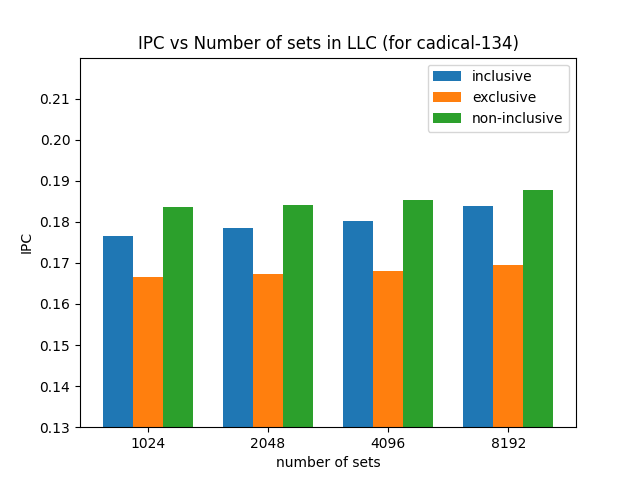 IPC vs Number of sets in LLC (for cadical-134)
inclusive
exclusive
non-inclusive
0.21
0.20
0.19
0.18
0.17
0.16
0.15
0.14
0.13
IPC
1024 2048 4096 8192
number of sets